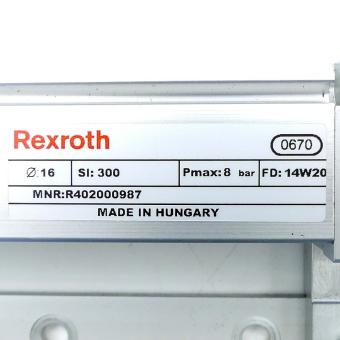 Rexroth 0670
Ø:16 SI: 300 Pmax: 8 bar FD: 14W20
MNR:R402000987
MADE IN HUNGARY